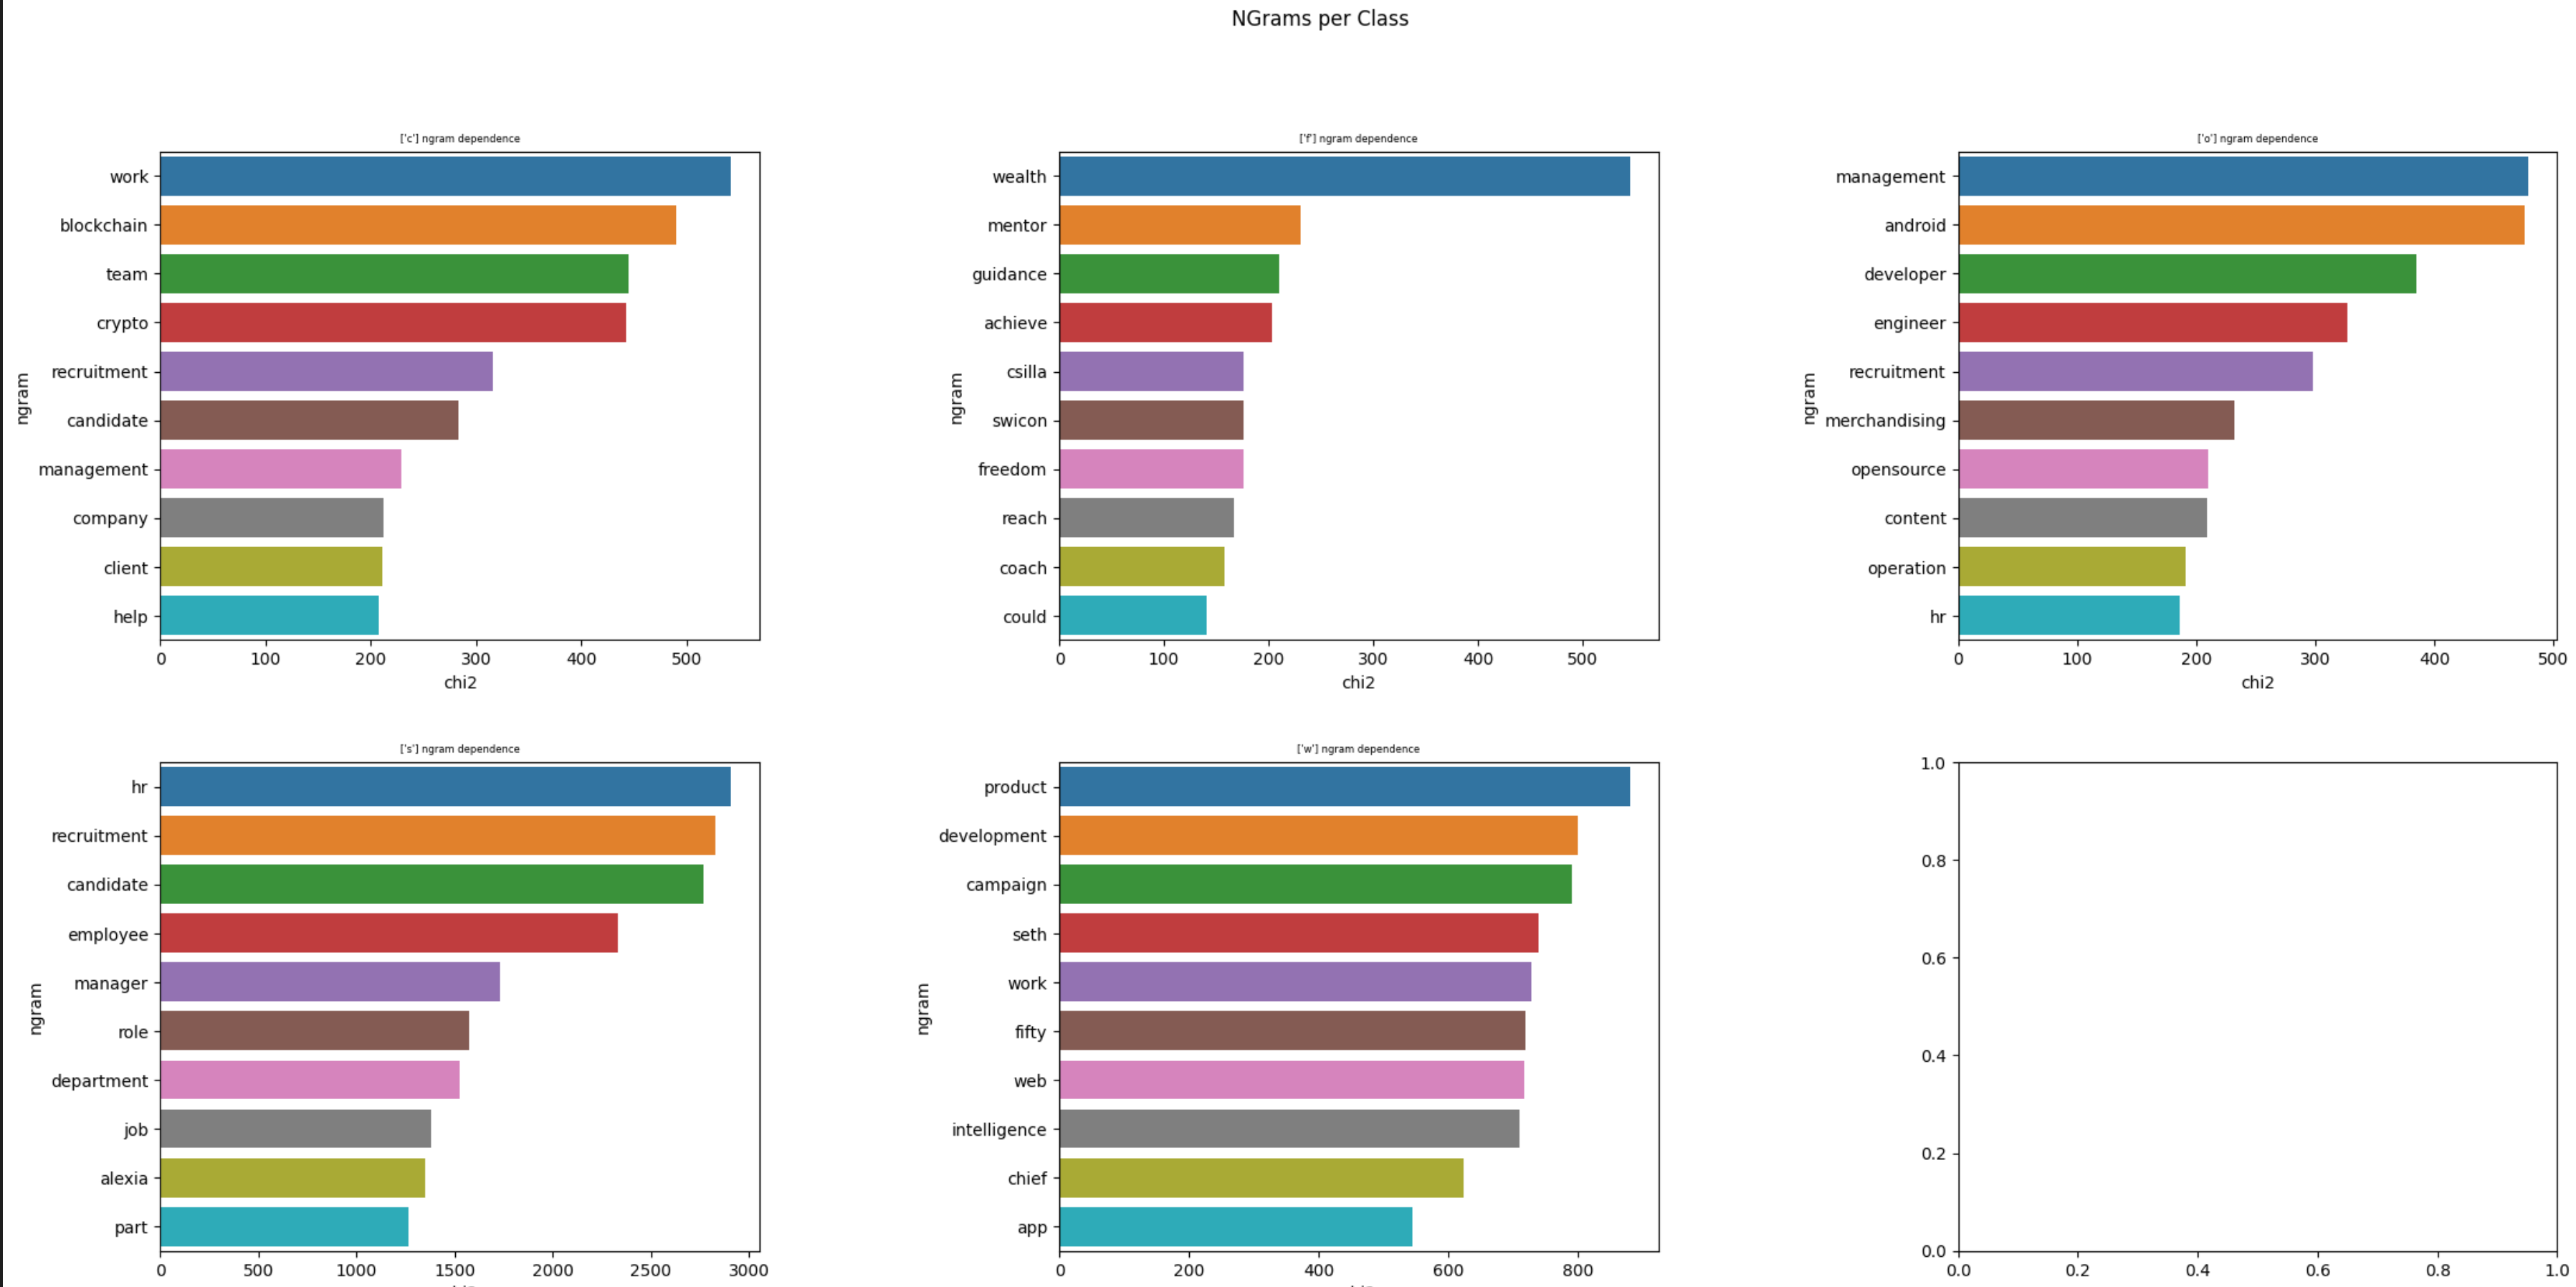 NGrams per Class
['c'] ngram dependence
work
blockchain
team
crypto
recruitment
candidate
management
company
client
help
ngram
0 100 200 300 400 500
chi2
['f'] ngram dependence
wealth
mentor
guidance
achieve
csilla
swicon
freedom
reach
coach
could
ngram
0 100 200 300 400 500
chi2
['o'] ngram dependence
management
android
developer
engineer
recruitment
merchandising
opensource
content
operation
hr
ngram
0 100 200 300 400 500
chi2
['s'] ngram dependence
hr
recruitment
candidate
employee
manager
role
department
job
alexia
part
ngram
0 500 1000 1500 2000 2500 3000
['w'] ngram dependence
product
development
campaign
seth
work
fifty
web
intelligence
chief
app
ngram
0 200 400 600 800
1.0
0.8
0.6
0.4
0.2
0.0
0.0 0.2 0.4 0.6 0.8 1.0